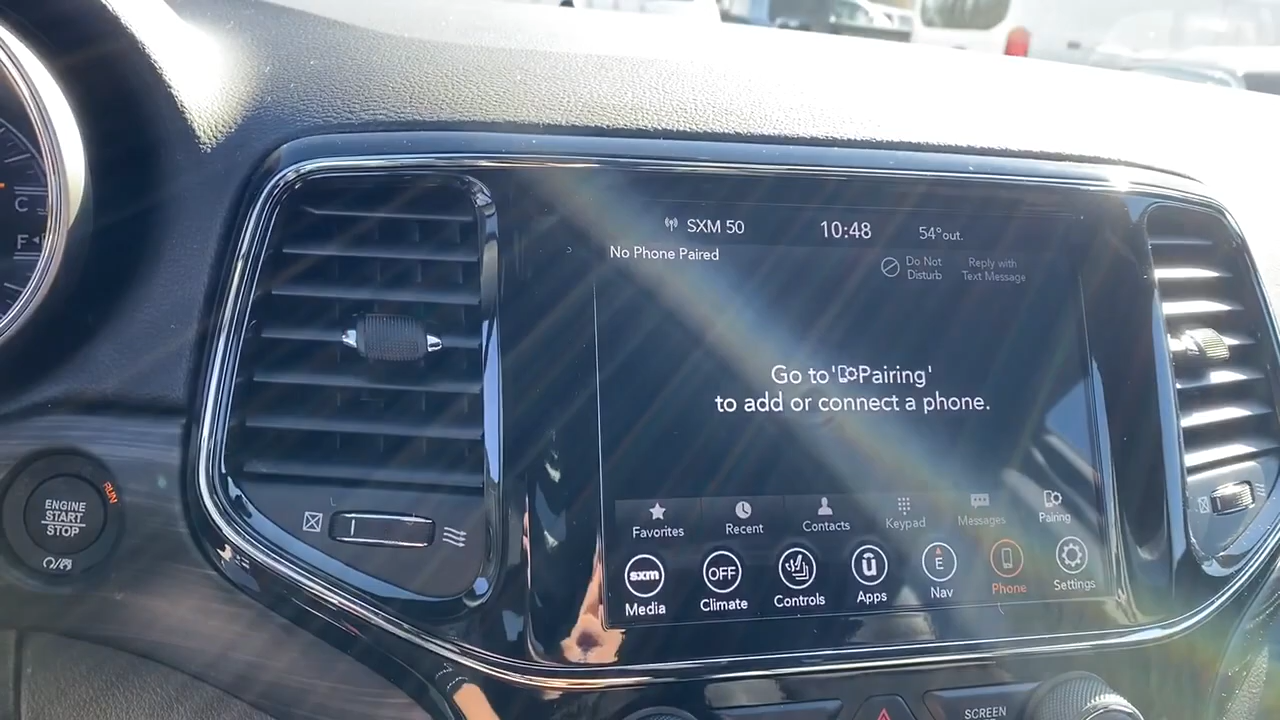 C
F
SXM 50
10:48
54° out.
No Phone Paired
Do Not
Disturb
Reply with
Text Message
Go to 'Pairing'
to add or connect a phone.
ENGINE
START
STOP
RUN
Favorites
Recent
Contacts
Keypad
Messages
Pairing
sxm
OFF
E
Media
Climate
Controls
Apps
Nav
Phone
Settings
SCREEN